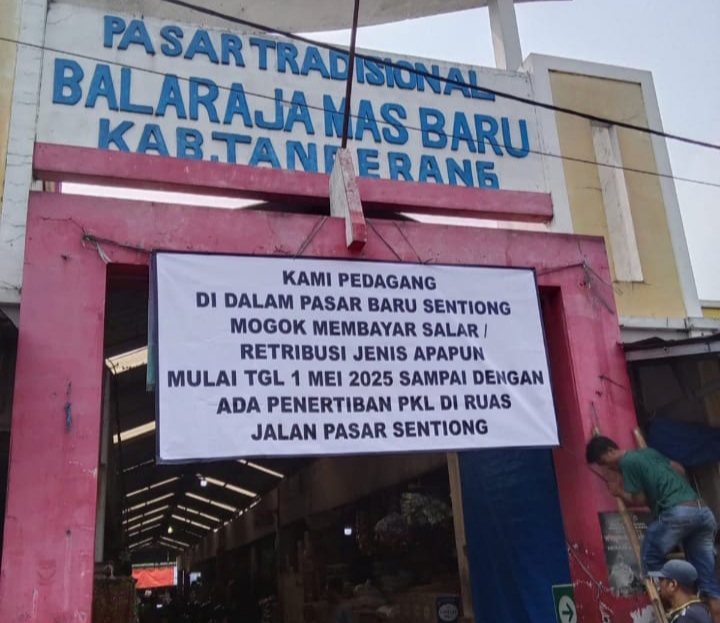 PASAR TRADISIONAL
BALARAJA MAS BARU
KAB.TANGERANG
KAMI PEDAGANG
DI DALAM PASAR BARU SENTIONG
MOGOK MEMBAYAR SALAR /
RETRIBUSI JENIS APAPUN
MULAI TGL 1 MEI 2025 SAMPAI DENGAN
ADA PENERTIBAN PKL DI RUAS
JALAN PASAR SENTIONG